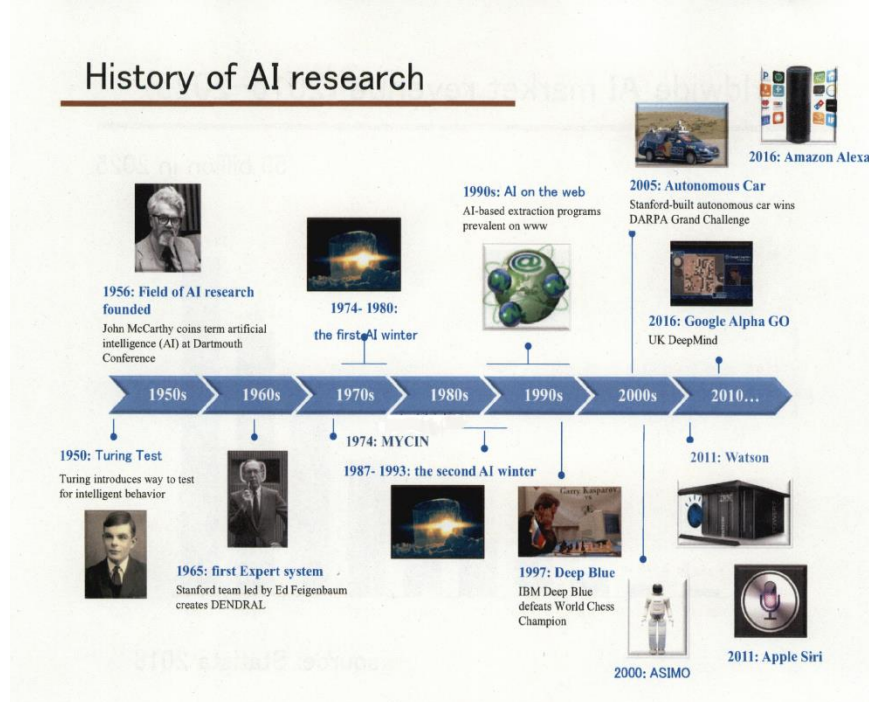 History of AI research
2016: Amazon Alexa
1990s: AI on the web
AI-based extraction programs
prevalent on www
2005: Autonomous Car
Stanford-built autonomous car wins
DARPA Grand Challenge
1956: Field of AI research
founded
John McCarthy coins term artificial
intelligence (AI) at Dartmouth
Conference
1974- 1980:
the first AI winter
2016: Google Alpha GO
UK DeepMind
1950s
1960s
1970s
1980s
1990s
2000s
2010...
1950: Turing Test
Turing introduces way to test
for intelligent behavior
1965: first Expert system
Stanford team led by Ed Feigenbaum
creates DENDRAL
1974: MYCIN
1987- 1993: the second AI winter
Garry Kasparov
1997: Deep Blue
IBM Deep Blue
defeats World Chess
Champion
2000: ASIMO
2011: Watson
2011: Apple Siri